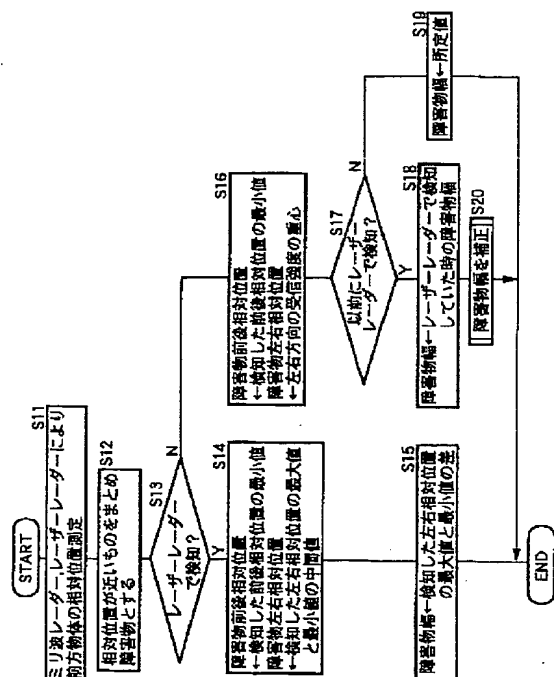 START
S11
ミリ波レーダー、レーザーレーダーにより
前方物体の相対位置測定
S12
相対位置が近いものをまとめ
障害物とする
S13
レーザーレーダー
で検知?
Y
N
S14
障害物前後相対位置
←検知した前後相対位置の最小値
障害物左右相対位置
←検知した左右相対位置の最大値
と最小値の中間値
S15
障害物幅←検知した左右相対位置
の最大値と最小値の差
S16
障害物前後相対位置
←検知した前後相対位置の最小値
障害物左右相対位置
←左右方向の受信強度の重心
S17
以前にレーザー
レーダーで検知?
Y
N
S18
障害物幅←レーザーレーダーで検知
していた時の障害物幅
S20
障害物幅を補正
S19
障害物幅←所定値
END